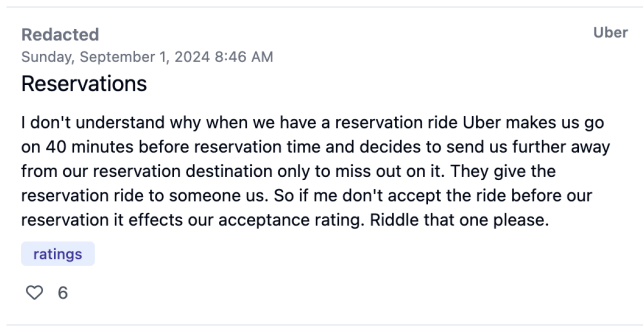 Redacted
Uber
Sunday, September 1, 2024 8:46 AM
Reservations
I don't understand why when we have a reservation ride Uber makes us go
on 40 minutes before reservation time and decides to send us further away
from our reservation destination only to miss out on it. They give the
reservation ride to someone us. So if me don't accept the ride before our
reservation it effects our acceptance rating. Riddle that one please.
ratings
6